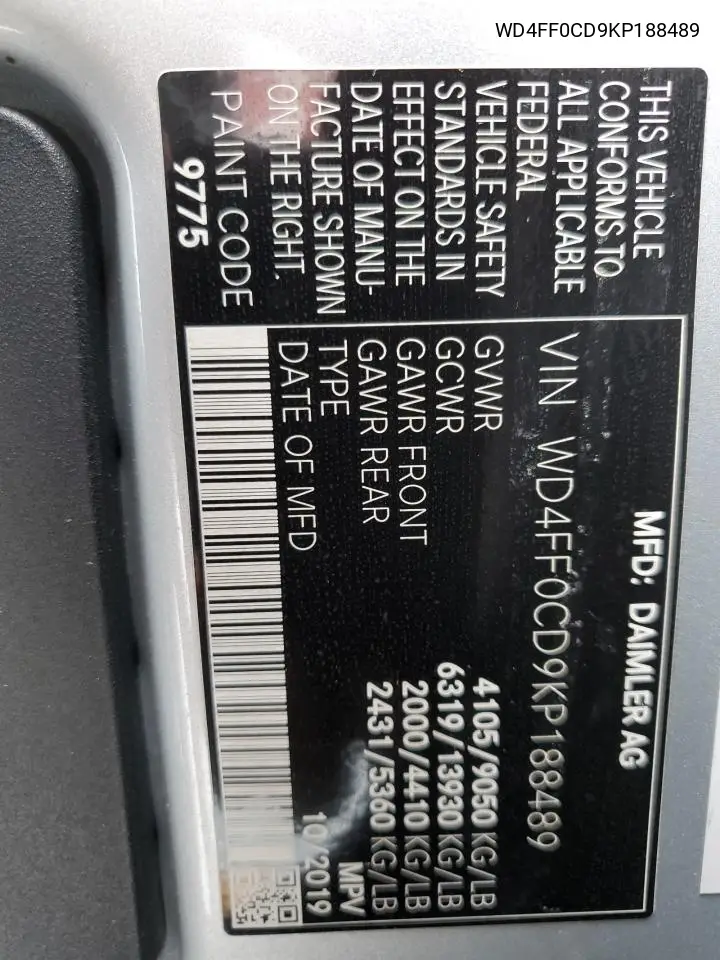 WD4FF0CD9KP188489
MFD: DAIMLER AG
VIN WD4FF0CD9KP188489
THIS VEHICLE
CONFORMS TO
ALL APPLICABLE
FEDERAL
VEHICLE SAFETY
STANDARDS IN
EFFECT ON THE
DATE OF MANU-
FACTURE SHOWN
ON THE RIGHT.
PAINT CODE
9775
GVWR 4105/9050 KG/LB
GCWR 6319/13930 KG/LB
GAWR FRONT 2000/4410 KG/LB
GAWR REAR 2431/5360 KG/LB
TYPE MPV
DATE OF MFD 10/2019